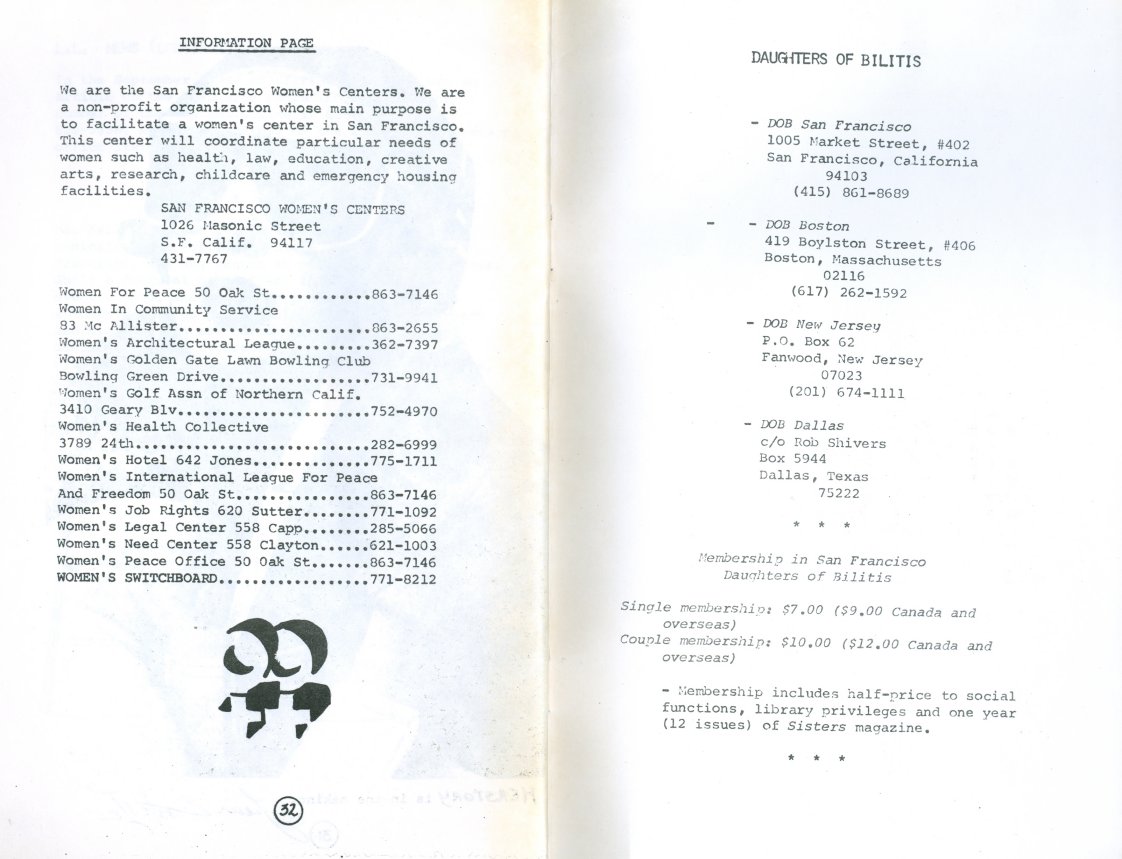 INFORMATION PAGE
We are the San Francisco Women's Centers. We are
a non-profit organization whose main purpose is
to facilitate a women's center in San Francisco.
This center will coordinate particular needs of
women such as health, law, education, creative
arts, research, childcare and emergency housing
facilities.
SAN FRANCISCO WOMEN'S CENTERS
1026 Masonic Street
S.F. Calif. 94117
431-7767
Women For Peace 50 Oak St............863-7146
Women In Community Service
83 Mc Allister.......................863-2655
Women's Architectural League.........362-7397
Women's Golden Gate Lawn Bowling Club
Bowling Green Drive..................731-9941
Women's Golf Assn of Northern Calif.
3410 Geary Blv.......................752-4970
Women's Health Collective
3789 24th............................282-6999
Women's Hotel 642 Jones..............775-1711
Women's International League For Peace
And Freedom 50 Oak St................863-7146
Women's Job Rights 620 Sutter........771-1092
Women's Legal Center 558 Capp........285-5066
Women's Need Center 558 Clayton......621-1003
Women's Peace Office 50 Oak St.......863-7146
WOMEN'S SWITCHBOARD..................771-8212
32
DAUGHTERS OF BILITIS
- DOB San Francisco
1005 Market Street, #402
San Francisco, California
94103
(415) 861-8689
- - DOB Boston
419 Boylston Street, #406
Boston, Massachusetts
02116
(617) 262-1592
- DOB New Jersey
P.O. Box 62
Fanwood, New Jersey
07023
(201) 674-1111
- DOB Dallas
c/o Rob Shivers
Box 5944
Dallas, Texas
75222
* * *
Membership in San Francisco
Daughters of Bilitis
Single membership: $7.00 ($9.00 Canada and
overseas)
Couple membership: $10.00 ($12.00 Canada and
overseas)
- Membership includes half-price to social
functions, library privileges and one year
(12 issues) of Sisters magazine.
* * *